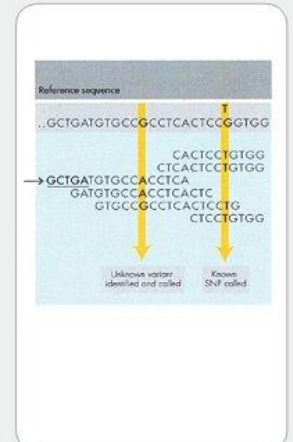 Reference sequence
T
..GCTGATGTGCCGCCTCACTCCGGTGG
CACTCCTGTGG
CTCACTCCTGTGG
GCTGATGTGCCACCTCA
GATGTGCCACCTCACTC
GTGCCGCCTCACTCCTG
CTCCTGTGG
Unknown variant
identified and called
Known
SNP called